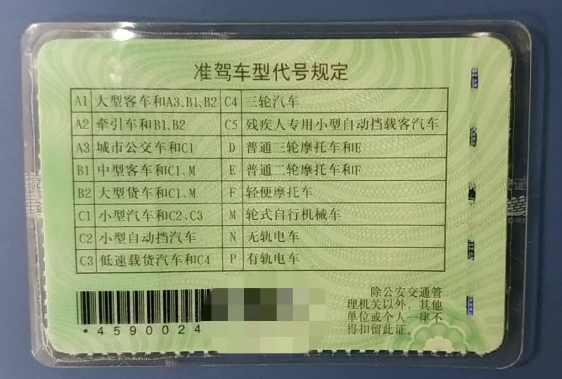 准驾车型代号规定
A1 大型客车和A3、B1、B2 C4 三轮汽车
A2 牵引车和B1、B2 C5 残疾人专用小型自动挡载客汽车
A3 城市公交车和C1 D 普通三轮摩托车和E
B1 中型客车和C1、M E 普通二轮摩托车和F
B2 大型货车和C1、M F 轻便摩托车
C1 小型汽车和C2、C3 M 轮式自行机械车
C2 小型自动挡汽车 N 无轨电车
C3 低速载货汽车和C4 P 有轨电车
除公安交通管
理机关以外，其他
单位或个人一律不
得扣留此证。
*4590024